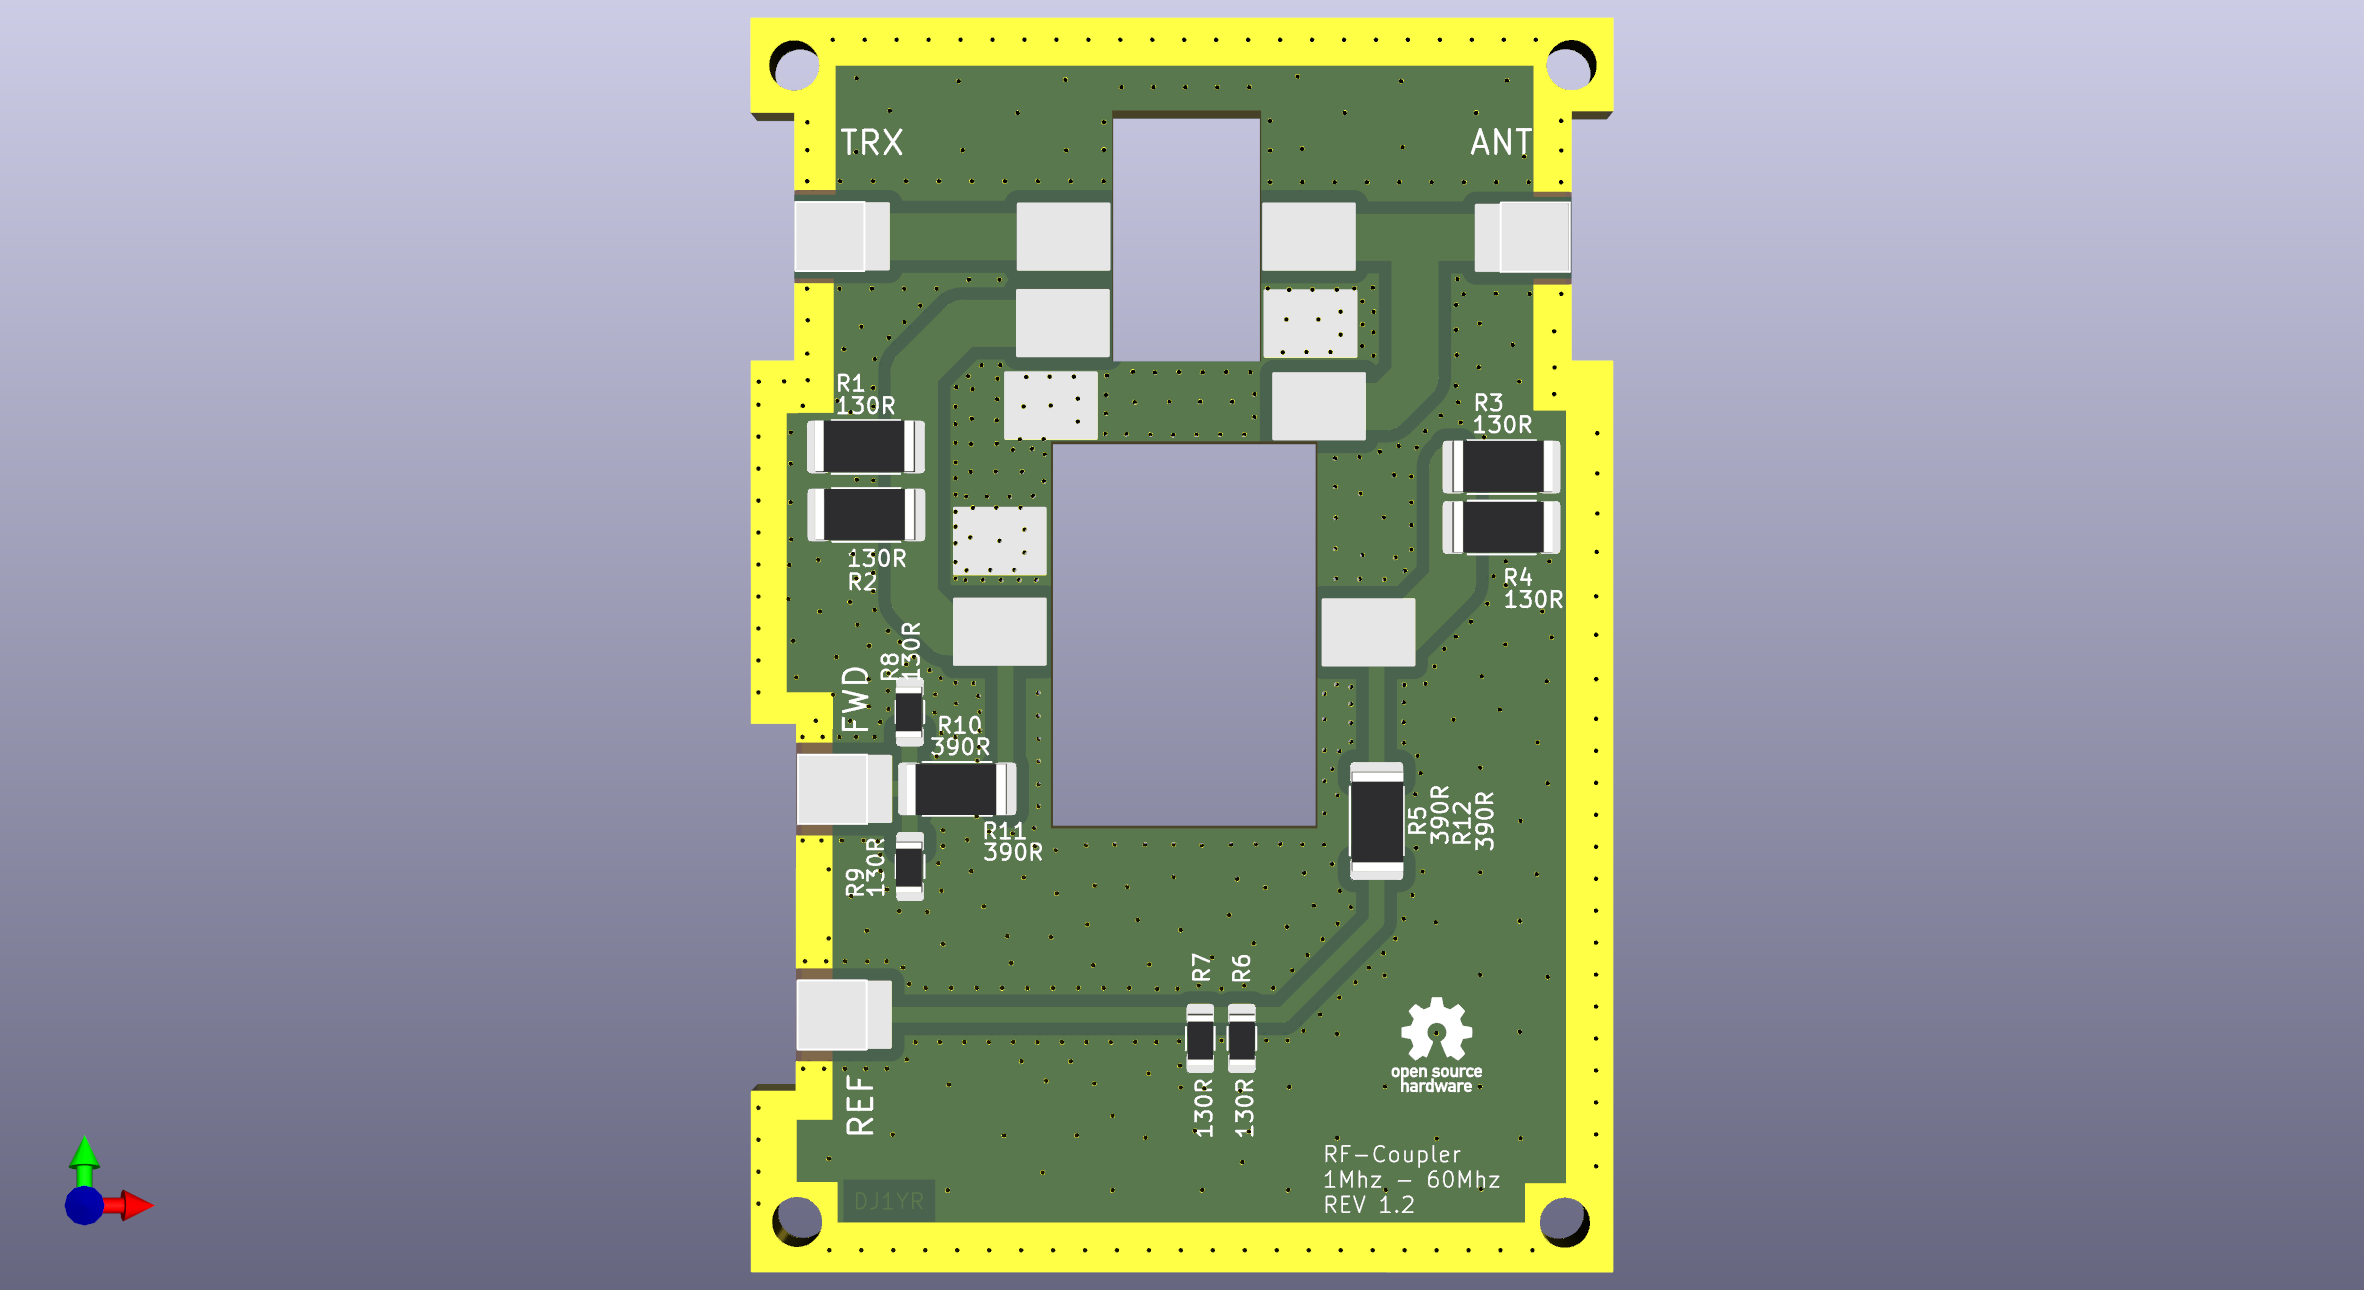 TRX
ANT
R1
130R
R3
130R
130R
R2
R4
130R
R8
130R
FWD
R10
390R
R11
390R
R5
390R
R12
390R
R9
130R
R7
R6
130R
130R
REF
open source
hardware
RF-Coupler
1Mhz - 60Mhz
REV 1.2
DJ1YR